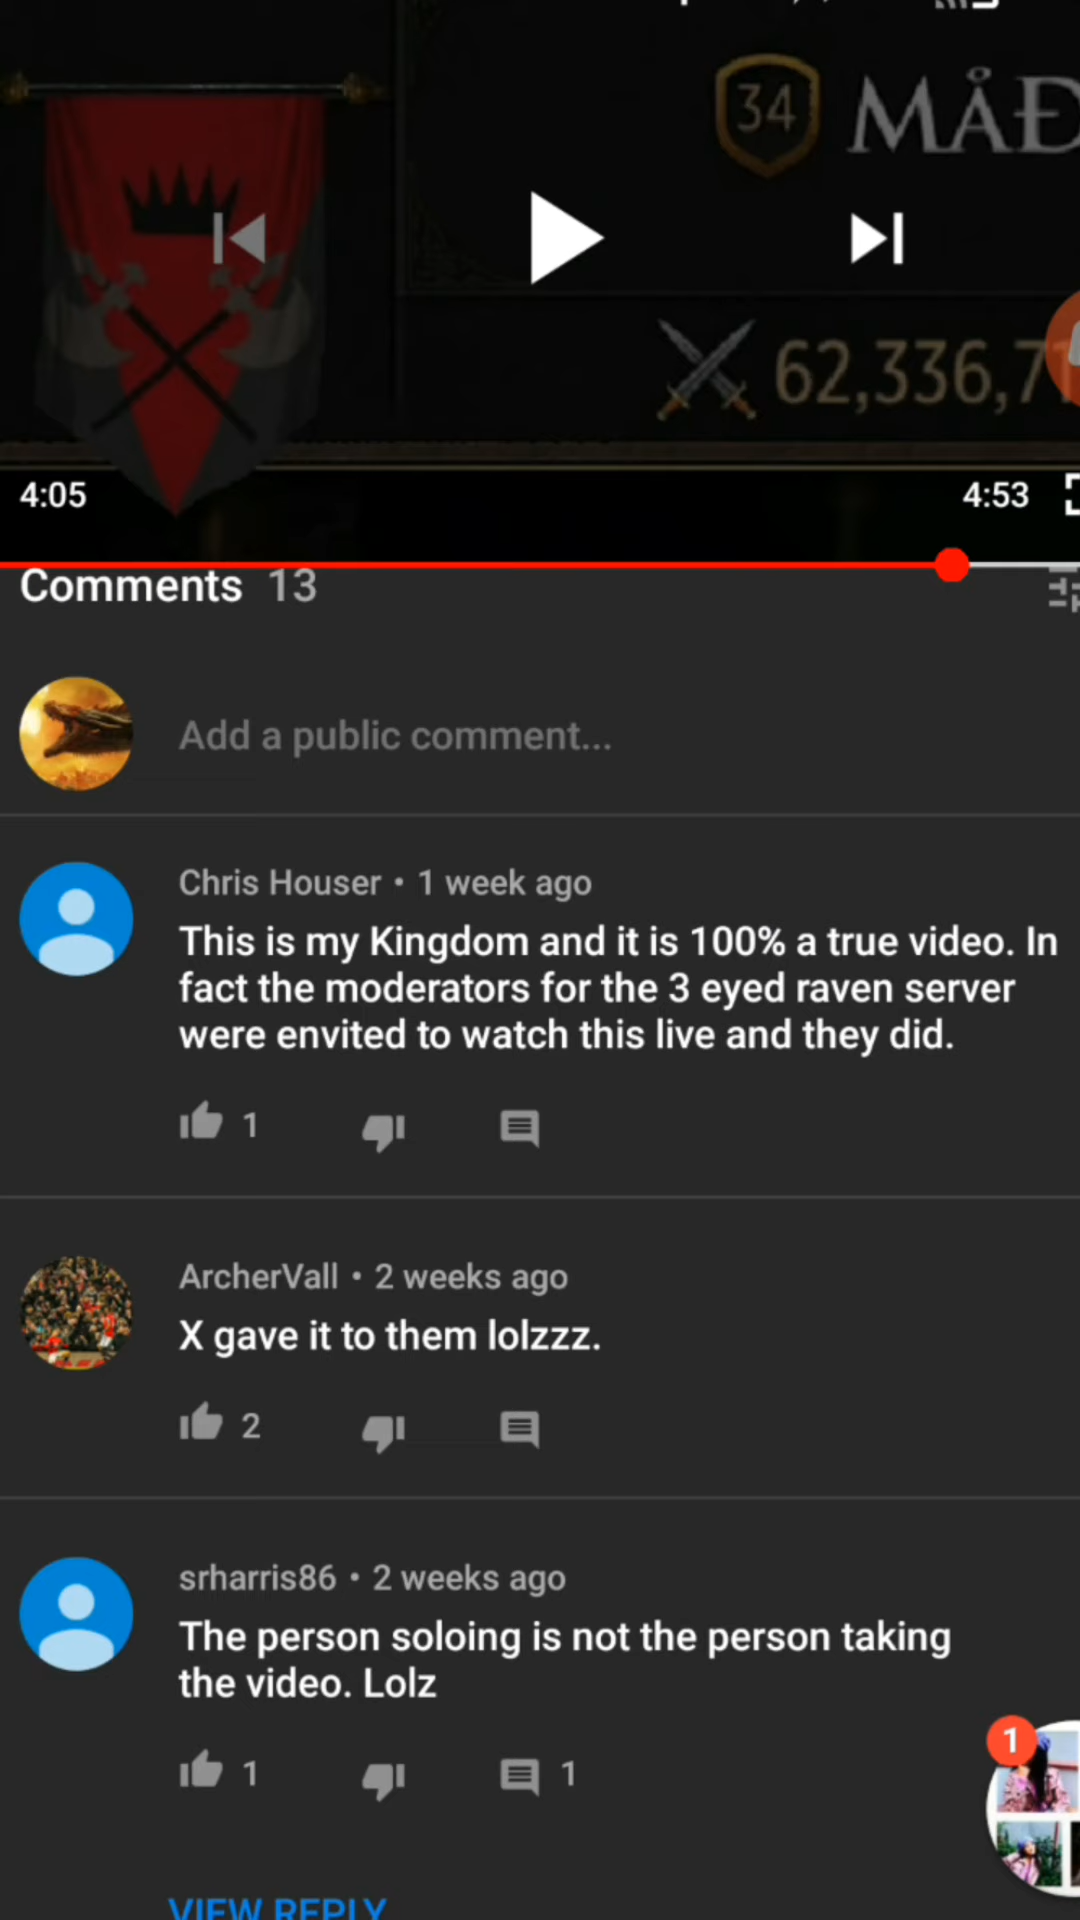 34 MÅÐ
62,336,7
4:05
4:53
Comments 13
Add a public comment...
Chris Houser • 1 week ago
This is my Kingdom and it is 100% a true video. In
fact the moderators for the 3 eyed raven server
were envited to watch this live and they did.
1
ArcherVall • 2 weeks ago
X gave it to them lolzzz.
2
srharris86 • 2 weeks ago
The person soloing is not the person taking
the video. Lolz
1
1 1
VIEW REPLY